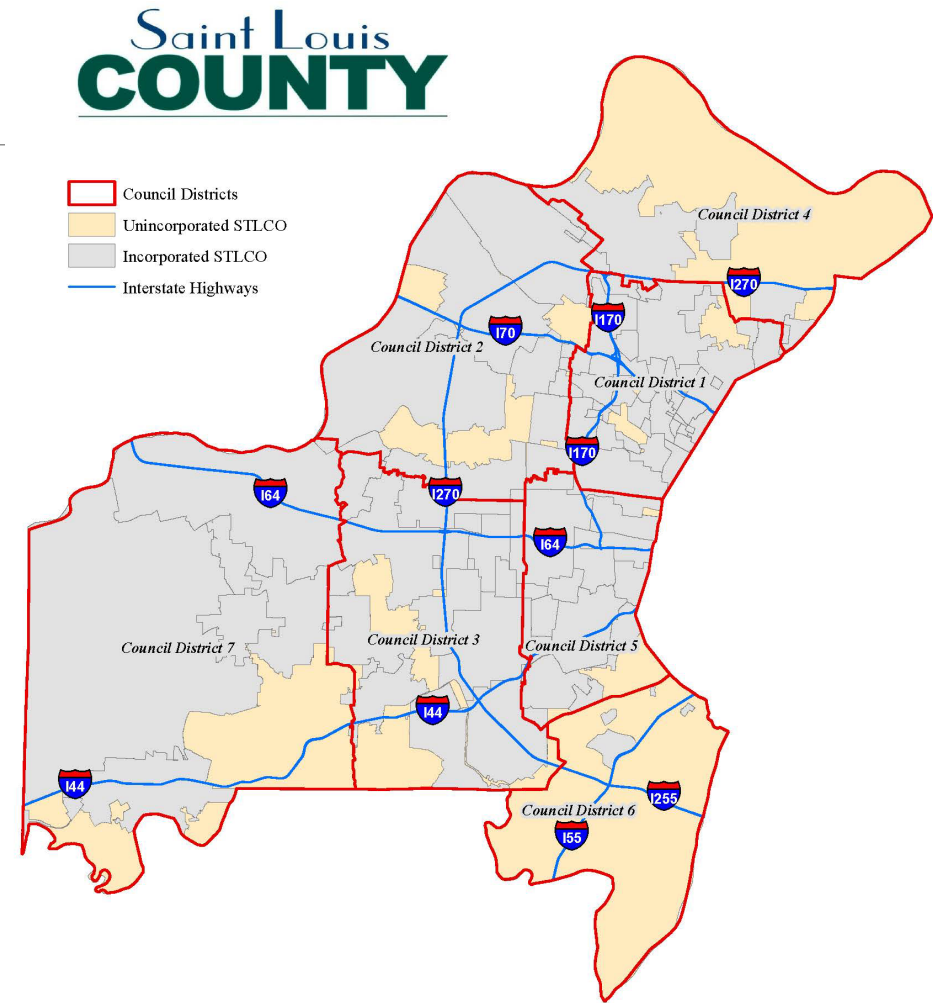 Saint Louis
COUNTY
Council Districts
Unincorporated STLCO
Incorporated STLCO
Interstate Highways
Council District 4
I270
I170
I70
Council District 2
Council District 1
I170
I64
I270
I64
Council District 7
Council District 3
Council District 5
I44
I44
I255
Council District 6
I55